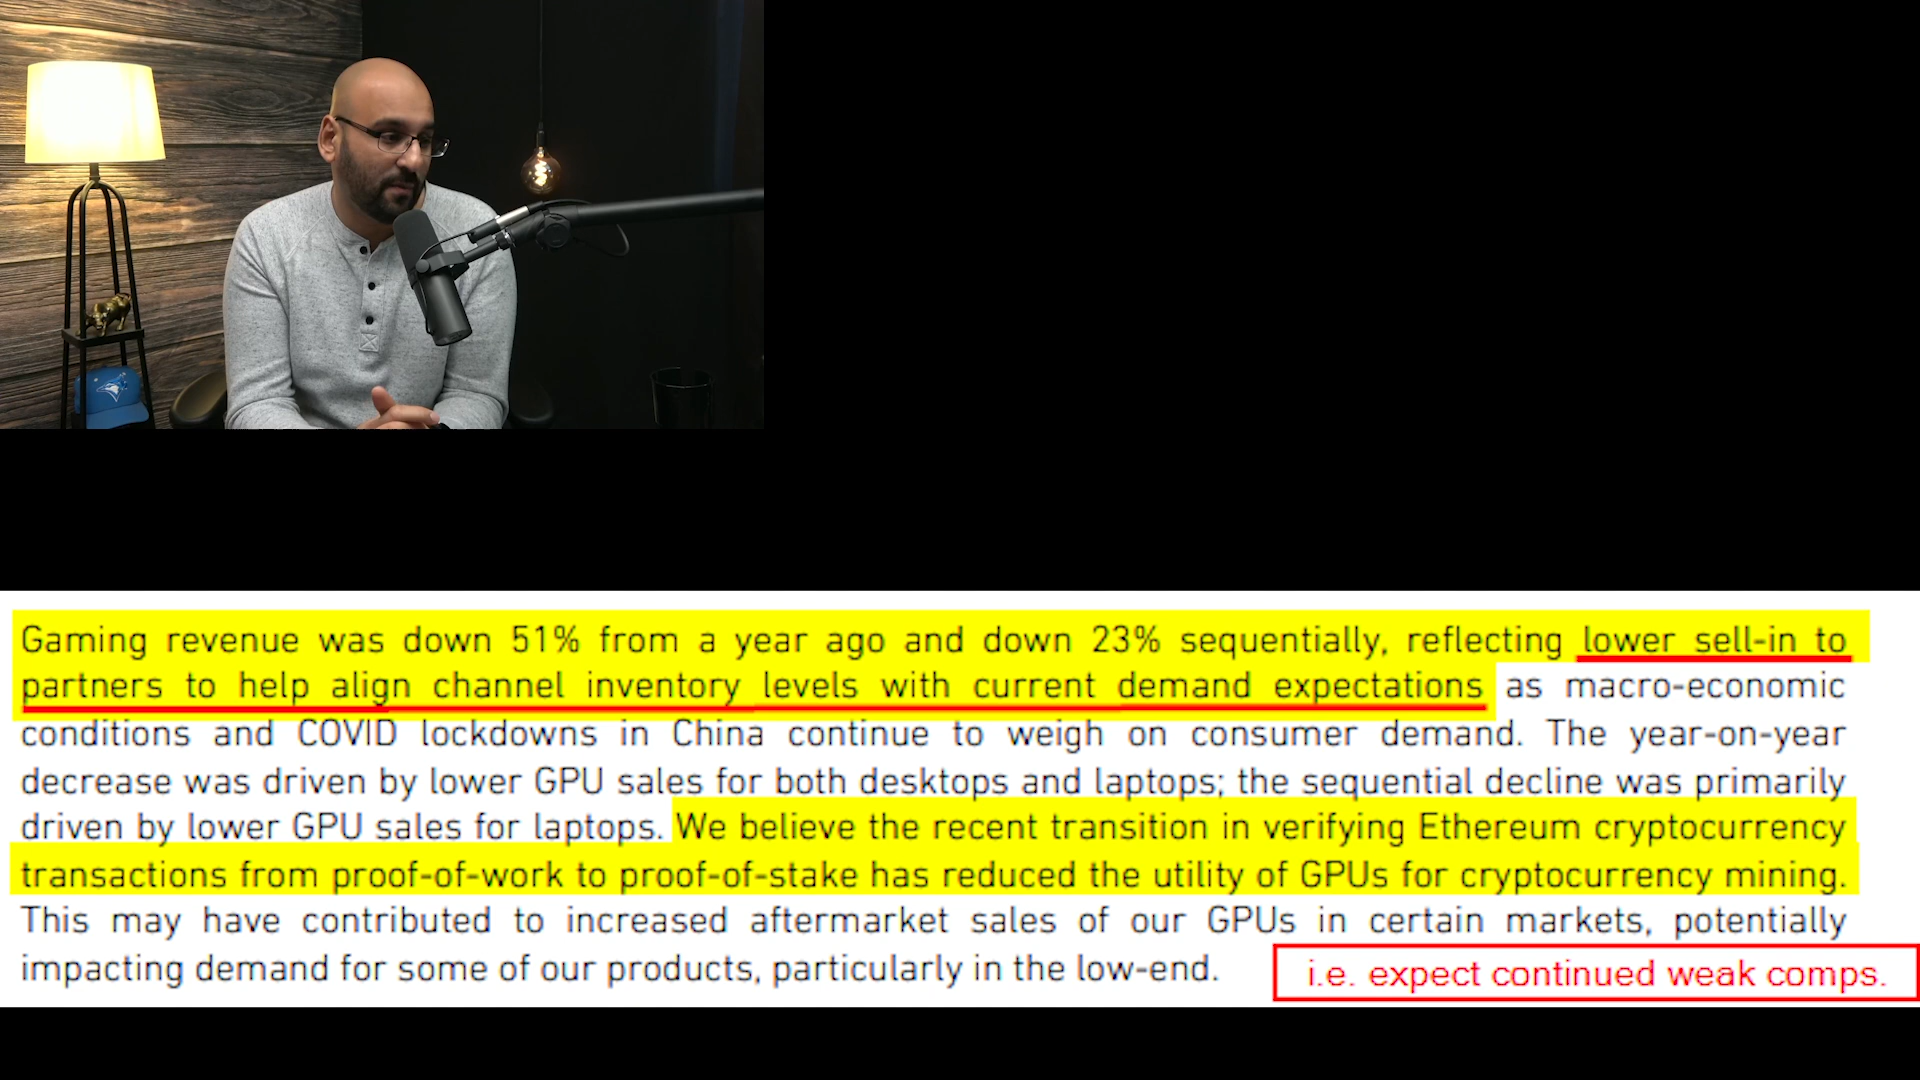 Gaming revenue was down 51% from a year ago and down 23% sequentially, reflecting lower sell-in to
partners to help align channel inventory levels with current demand expectations as macro-economic
conditions and COVID lockdowns in China continue to weigh on consumer demand. The year-on-year
decrease was driven by lower GPU sales for both desktops and laptops; the sequential decline was primarily
driven by lower GPU sales for laptops. We believe the recent transition in verifying Ethereum cryptocurrency
transactions from proof-of-work to proof-of-stake has reduced the utility of GPUs for cryptocurrency mining.
This may have contributed to increased aftermarket sales of our GPUs in certain markets, potentially
impacting demand for some of our products, particularly in the low-end.
i.e. expect continued weak comps.